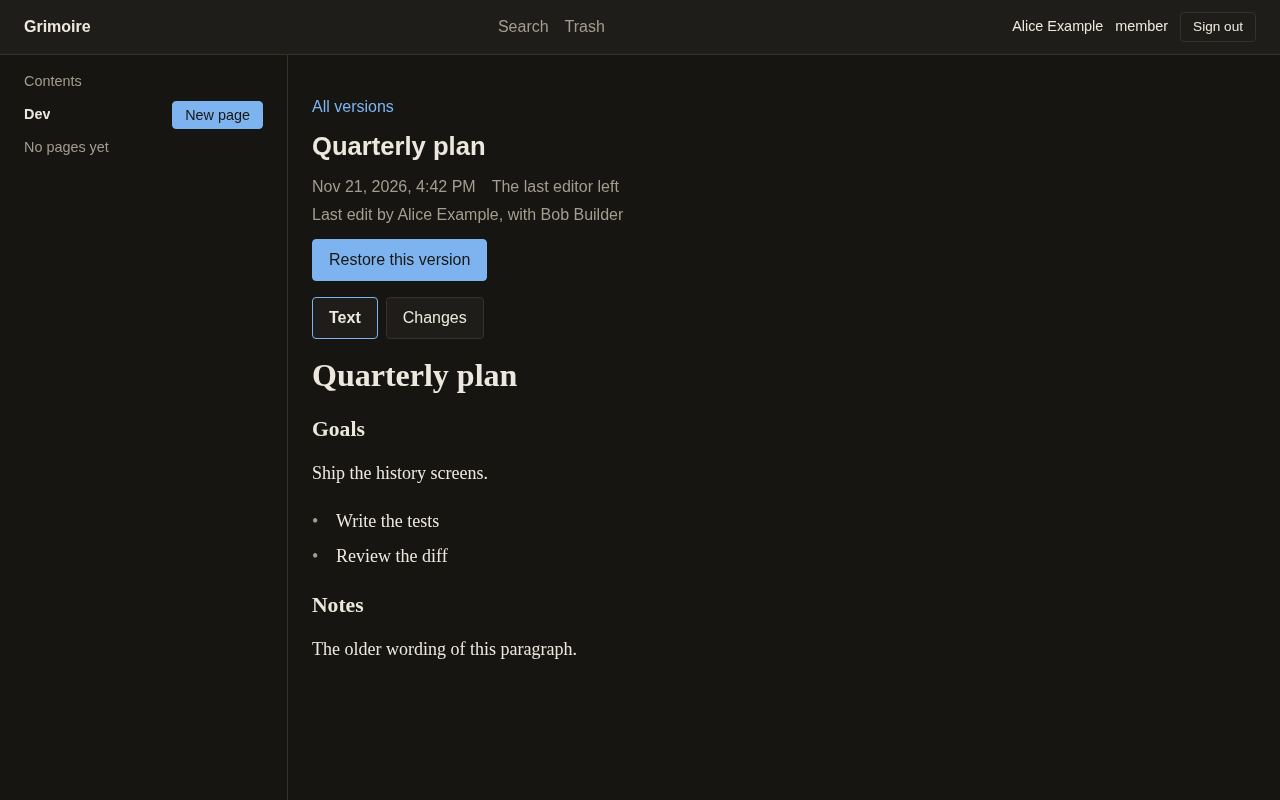 Grimoire
Search Trash
Alice Example member Sign out
Contents
Dev New page
No pages yet
All versions
Quarterly plan
Nov 21, 2026, 4:42 PM The last editor left
Last edit by Alice Example, with Bob Builder
Restore this version
Text Changes
Quarterly plan
Goals
Ship the history screens.
• Write the tests
• Review the diff
Notes
The older wording of this paragraph.